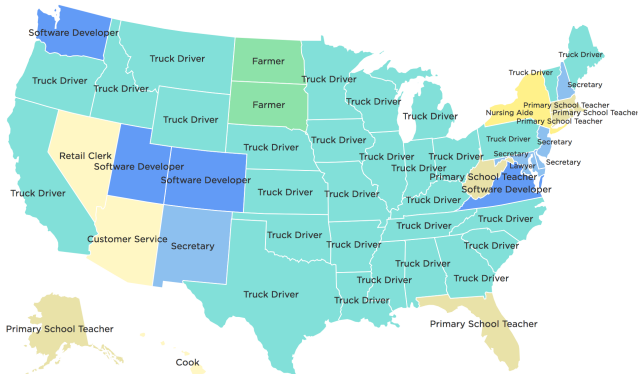 Software Developer
Truck Driver
Farmer
Truck Driver
Truck Driver
Truck Driver
Truck Driver
Truck Driver
Truck Driver
Secretary
Farmer
Truck Driver
Truck Driver
Truck Driver
Primary School Teacher
Nursing Aide
Primary School Teacher
Primary School Teacher
Truck Driver
Truck Driver
Truck Driver
Secretary
Retail Clerk
Software Developer
Truck Driver
Truck Driver
Secretary
Secretary
Lawyer
Truck Driver
Software Developer
Truck Driver
Truck Driver
Truck Driver
Primary School Teacher
Software Developer
Truck Driver
Truck Driver
Truck Driver
Truck Driver
Customer Service
Secretary
Truck Driver
Truck Driver
Truck Driver
Truck Driver
Truck Driver
Truck Driver
Truck Driver
Truck Driver
Truck Driver
Primary School Teacher
Primary School Teacher
Cook